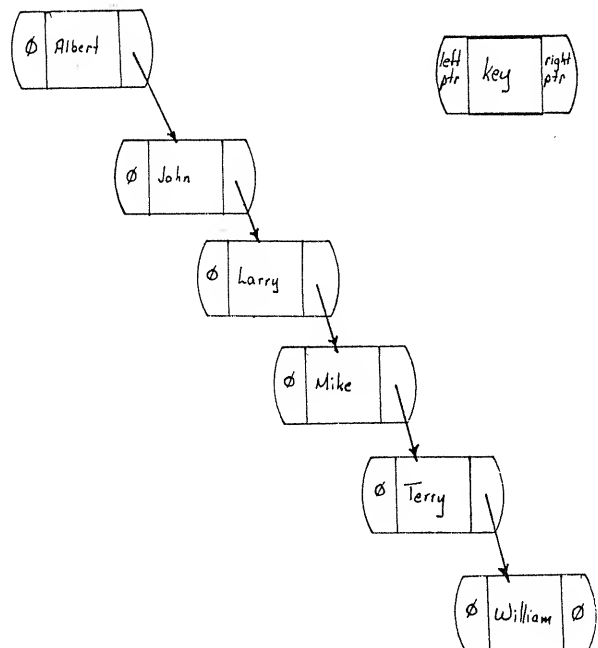 Ø Albert
left ptr key right ptr
Ø John
Ø Larry
Ø Mike
Ø Terry
Ø William Ø